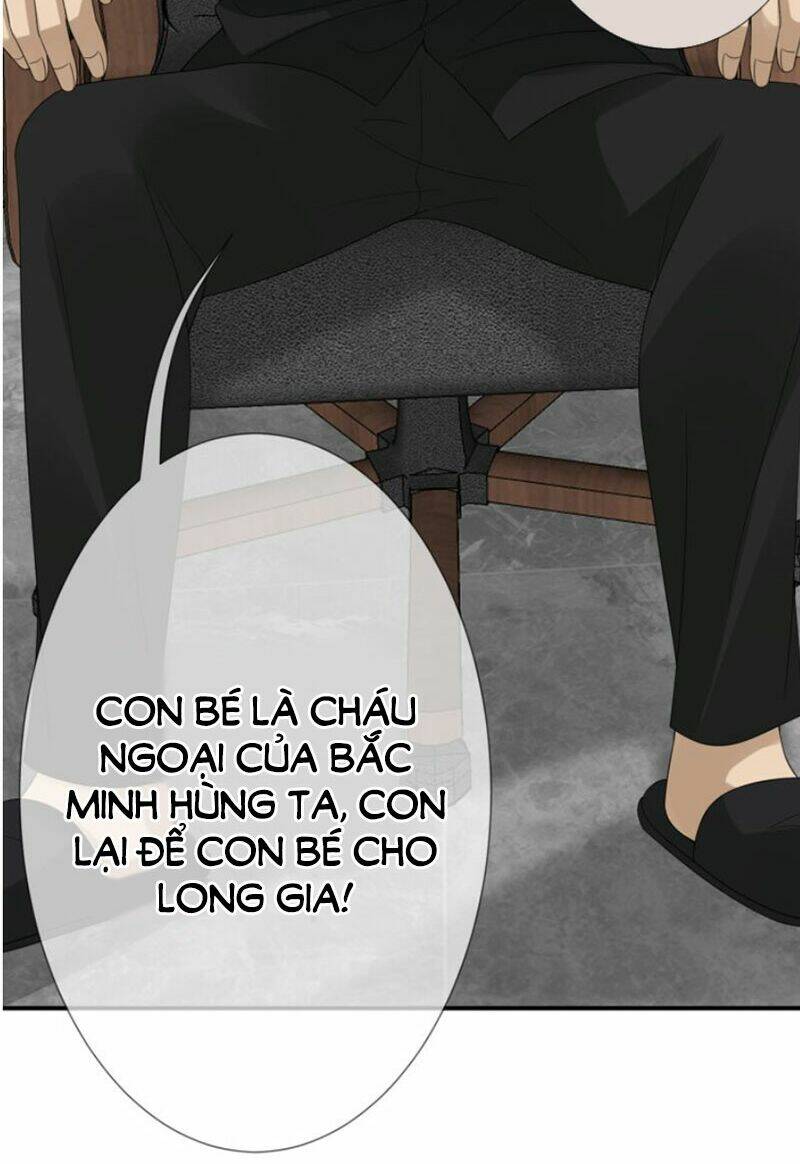 CON BÉ LÀ CHÁU
NGOẠI CỦA BẮC
MINH HÙNG TA, CON
LẠI ĐỂ CON BÉ CHO
LONG GIA!